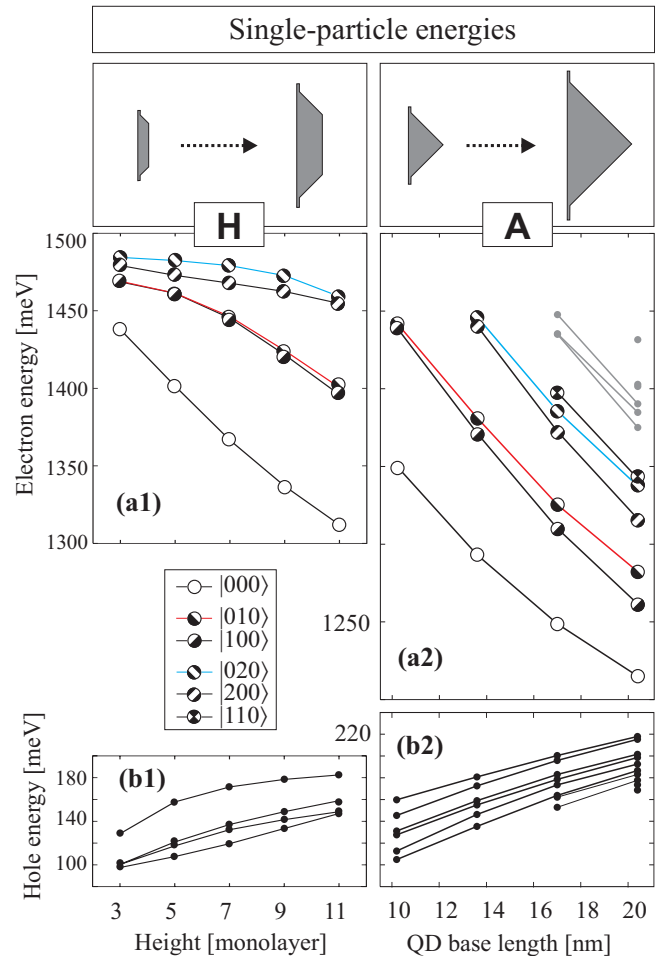 Single-particle energies
H
A
Electron energy [meV]
1500
1450
1400
1350
1300
(a1)
|000⟩
|010⟩
|100⟩
|020⟩
|200⟩
|110⟩
1250
(a2)
Hole energy [meV]
180
140
100
(b1)
220
(b2)
3 5 7 9 11
Height [monolayer]
10 12 14 16 18 20
QD base length [nm]